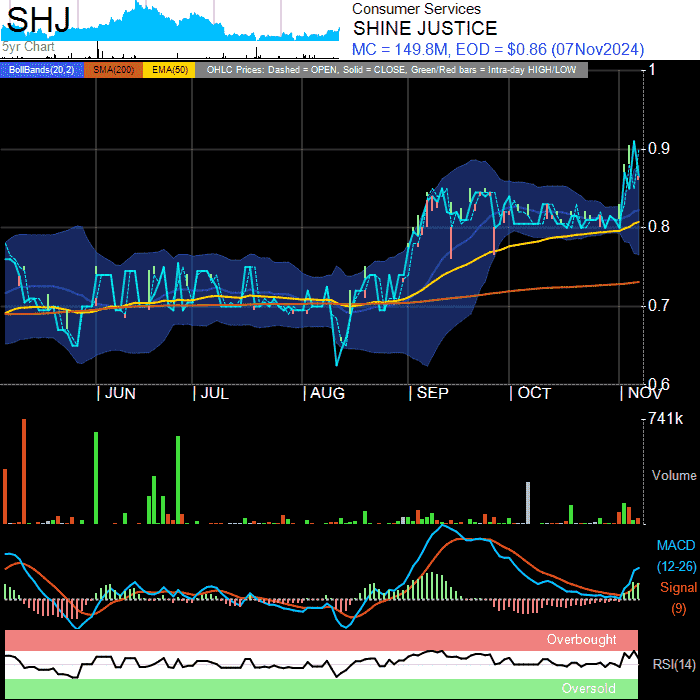 SHJ
5yr Chart
Consumer Services
SHINE JUSTICE
MC = 149.8M, EOD = $0.86 (07Nov2024)
BollBands(20,2) SMA(200) EMA(50) OHLC Prices: Dashed = OPEN, Solid = CLOSE, Green/Red bars = Intra-day HIGH/LOW
1
0.9
0.8
0.7
0.6
JUN JUL AUG SEP OCT NOV
741k
Volume
MACD
(12-26)
Signal
(9)
Overbought
RSI(14)
Oversold